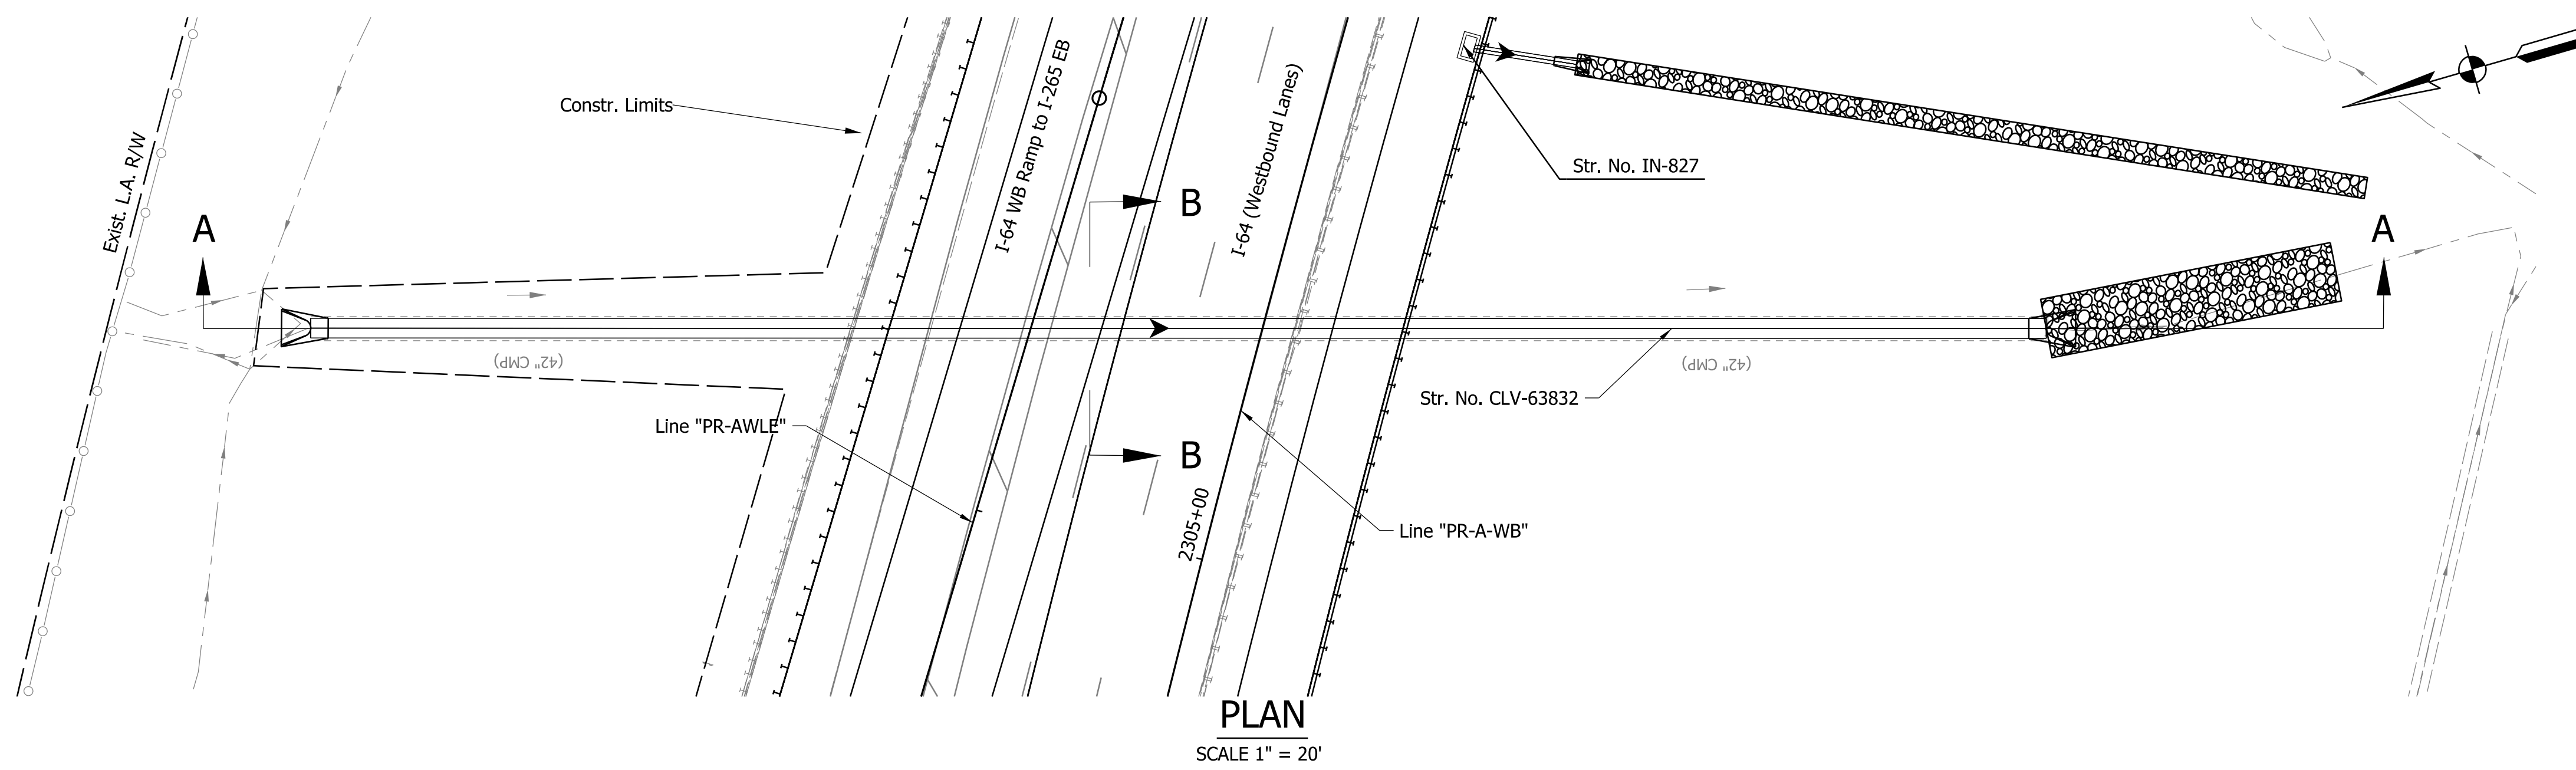 Exist. L.A. R/W
A
Constr. Limits
I-64 WB Ramp to I-265 EB
B
I-64 (Westbound Lanes)
Str. No. IN-827
A
(42" CMP)
(42" CMP)
Str. No. CLV-63832
Line "PR-AWLE"
B
2305+00
Line "PR-A-WB"
PLAN
SCALE 1" = 20'